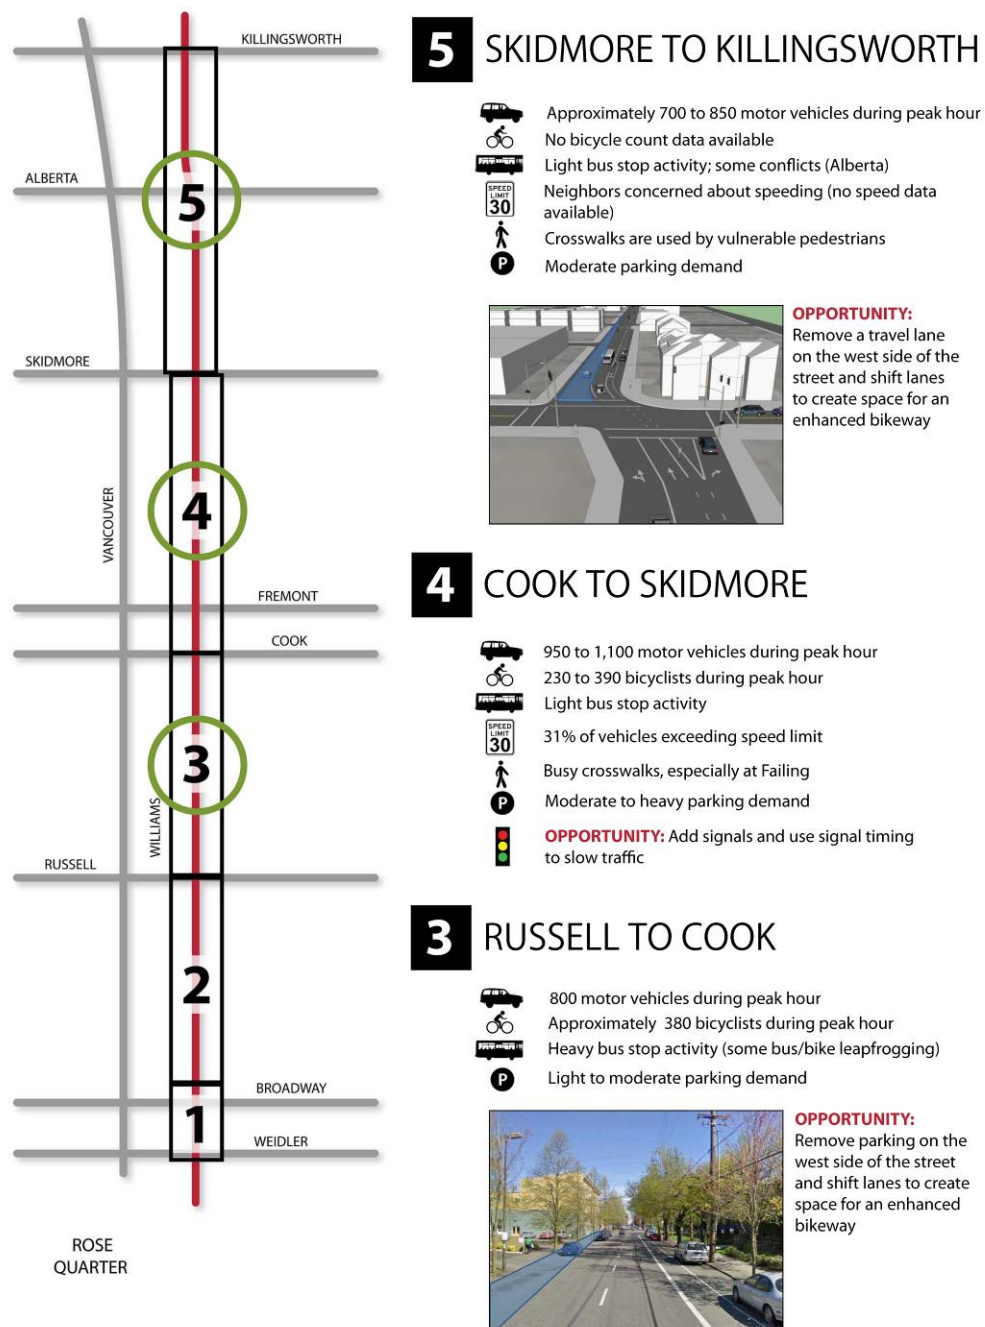 KILLINGSWORTH
ALBERTA
5
SKIDMORE
4
VANCOUVER
FREMONT
COOK
3
WILLIAMS
RUSSELL
2
BROADWAY
1
WEIDLER
ROSE
QUARTER
5 SKIDMORE TO KILLINGSWORTH
Approximately 700 to 850 motor vehicles during peak hour
No bicycle count data available
Light bus stop activity; some conflicts (Alberta)
SPEED
LIMIT
30
Neighbors concerned about speeding (no speed data
available)
Crosswalks are used by vulnerable pedestrians
P Moderate parking demand
OPPORTUNITY:
Remove a travel lane
on the west side of the
street and shift lanes
to create space for an
enhanced bikeway
4 COOK TO SKIDMORE
950 to 1,100 motor vehicles during peak hour
230 to 390 bicyclists during peak hour
Light bus stop activity
SPEED
LIMIT
30
31% of vehicles exceeding speed limit
Busy crosswalks, especially at Failing
P Moderate to heavy parking demand
OPPORTUNITY: Add signals and use signal timing
to slow traffic
3 RUSSELL TO COOK
800 motor vehicles during peak hour
Approximately 380 bicyclists during peak hour
Heavy bus stop activity (some bus/bike leapfrogging)
P Light to moderate parking demand
OPPORTUNITY:
Remove parking on the
west side of the street
and shift lanes to create
space for an enhanced
bikeway